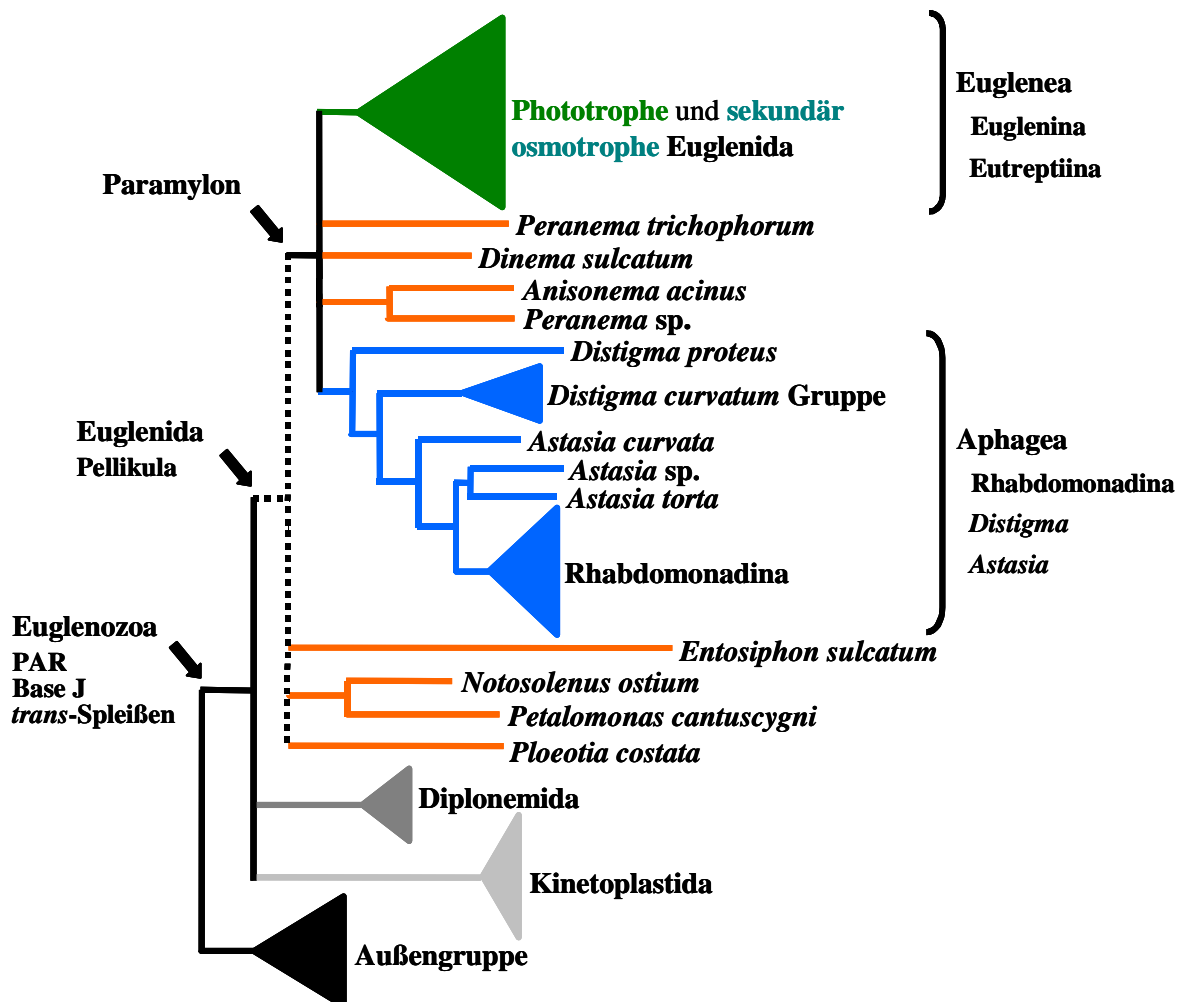 Euglenea
Phototrophe und sekundär
osmotrophe Euglenida
Euglenina
Eutreptiina
Paramylon
Peranema trichophorum
Dinema sulcatum
Anisonema acinus
Peranema sp.
Distigma proteus
Distigma curvatum Gruppe
Euglenida
Pellikula
Astasia curvata
Astasia sp.
Astasia torta
Aphagea
Rhabdomonadina
Distigma
Astasia
Rhabdomonadina
Euglenozoa
PAR
Base J
trans-Spleißen
Entosiphon sulcatum
Notosolenus ostium
Petalomonas cantuscygni
Ploeotia costata
Diplonemida
Kinetoplastida
Außengruppe